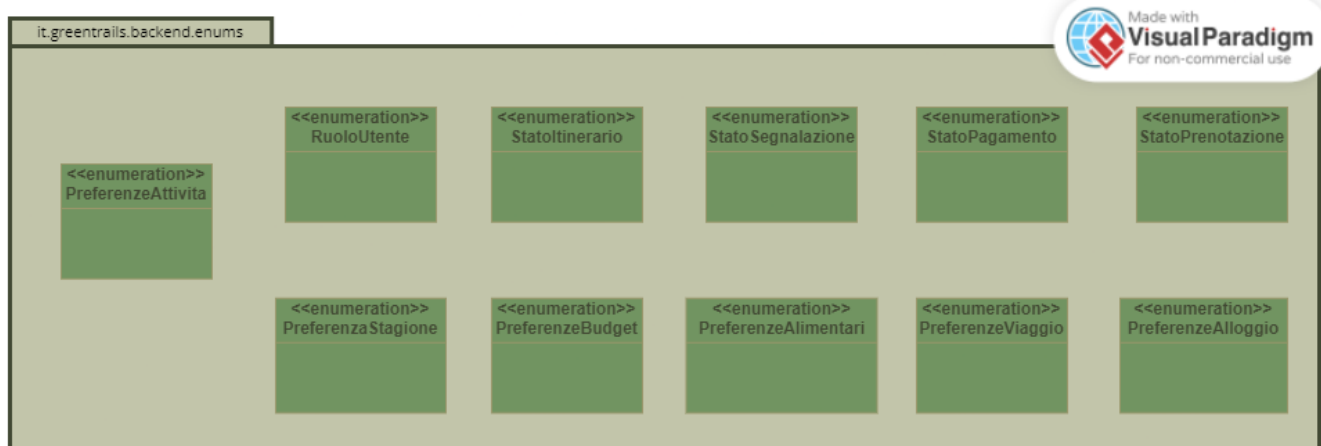 it.greentrails.backend.enums
Made with
Visual Paradigm
For non-commercial use
<<enumeration>>
PreferenzeAttivita
<<enumeration>>
RuoloUtente
<<enumeration>>
StatoItinerario
<<enumeration>>
StatoSegnalazione
<<enumeration>>
StatoPagamento
<<enumeration>>
StatoPrenotazione
<<enumeration>>
PreferenzaStagione
<<enumeration>>
PreferenzeBudget
<<enumeration>>
PreferenzeAlimentari
<<enumeration>>
PreferenzeViaggio
<<enumeration>>
PreferenzeAlloggio